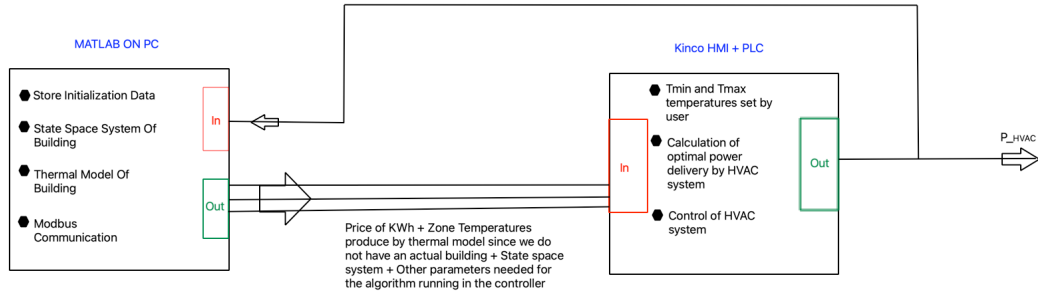 MATLAB ON PC
Store Initialization Data
State Space System Of
Building
Thermal Model Of
Building
Modbus
Communication
In
Out
Price of KWh + Zone Temperatures
produce by thermal model since we do
not have an actual building + State space
system + Other parameters needed for
the algorithm running in the controller
Kinco HMI + PLC
In
Tmin and Tmax
temperatures set by
user
Calculation of
optimal power
delivery by HVAC
system
Control of HVAC
system
Out
P_HVAC